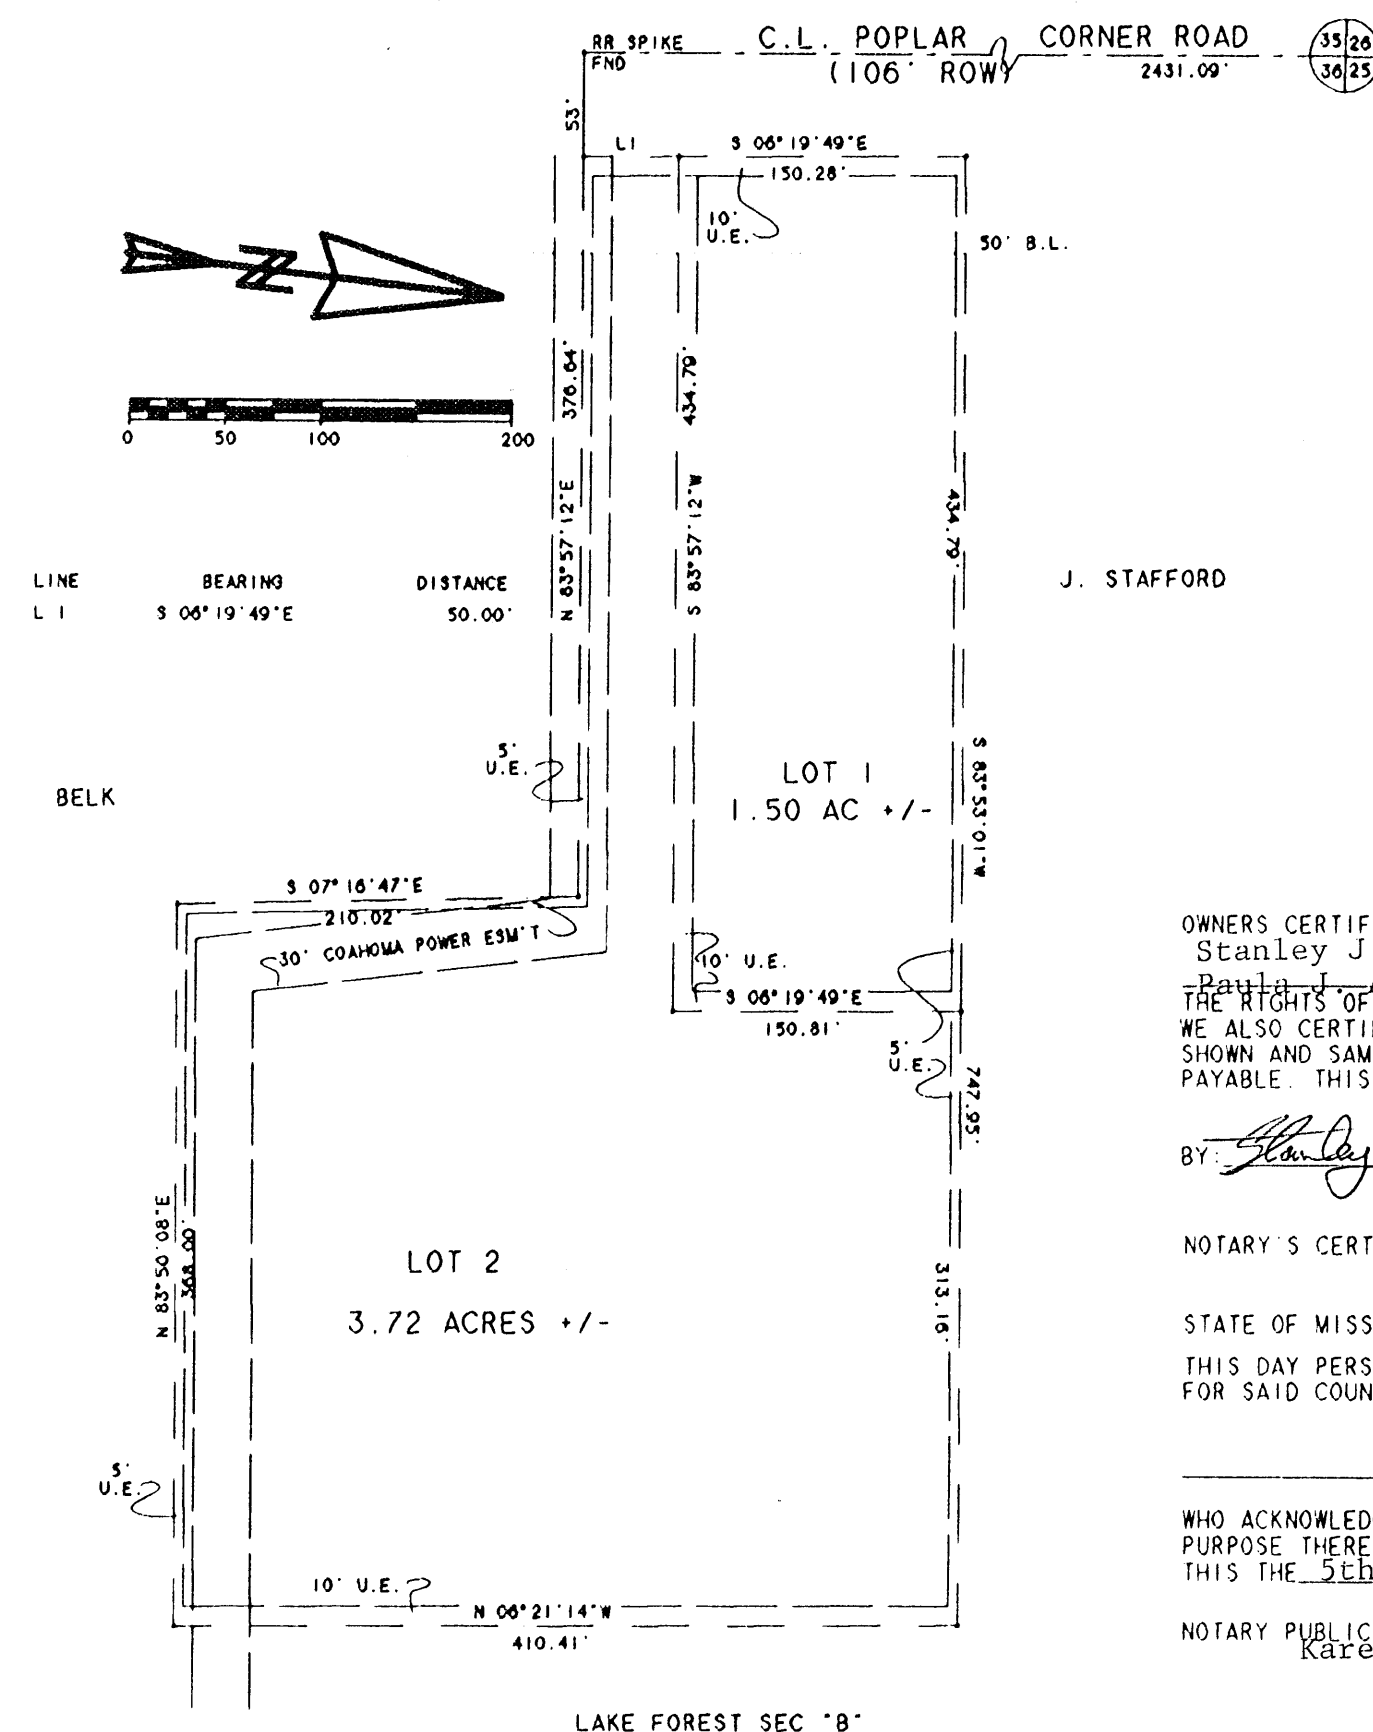 RR SPIKE
FND
C.L. POPLAR CORNER ROAD
(106' ROW)
2431.09'
35 26
36 25
53'
L1
S 06°19'49"E
150.28'
10'
U.E.
50' B.L.
0 50 100 200
376.64'
N 83°57'12"E
434.79'
S 83°57'12"W
434.79'
S 83°53'01"W
LINE BEARING DISTANCE
L 1 S 06°19'49"E 50.00'
J. STAFFORD
BELK
5'
U.E.
LOT 1
1.50 AC +/-
S 07°16'47"E
210.02'
30' COAHOMA POWER ESM'T
10' U.E.
S 06°19'49"E
150.81'
5'
U.E.
747.95'
N 83°50'08"E
368.00'
LOT 2
3.72 ACRES +/-
313.16'
5'
U.E.
10' U.E.
N 06°21'14"W
410.41'
LAKE FOREST SEC "B"
OWNERS CERTIF
Stanley J
Paula J.
THE RIGHTS OF
WE ALSO CERTI
SHOWN AND SAM
PAYABLE. THIS
BY: Stanley
NOTARY'S CERT
STATE OF MISS
THIS DAY PERS
FOR SAID COUN
WHO ACKNOWLED
PURPOSE THERE
THIS THE 5th
NOTARY PUBLIC
Kare